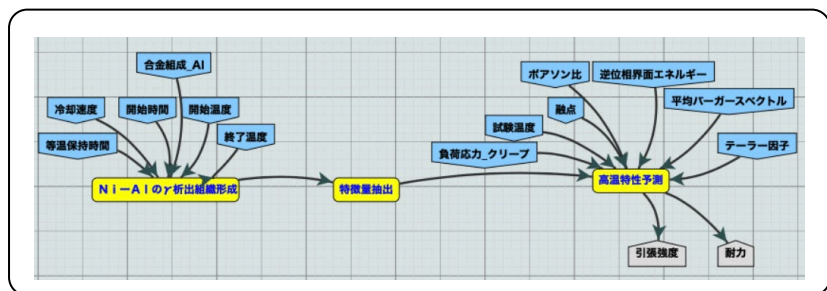 合金組成_Al
冷却速度
開始時間
開始温度
等温保持時間
終了温度
Ni－Alのγ析出組織形成
特徴量抽出
ポアソン比
逆位相界面エネルギー
融点
平均バーガースペクトル
試験温度
テーラー因子
負荷応力_クリープ
高温特性予測
引張強度
耐力